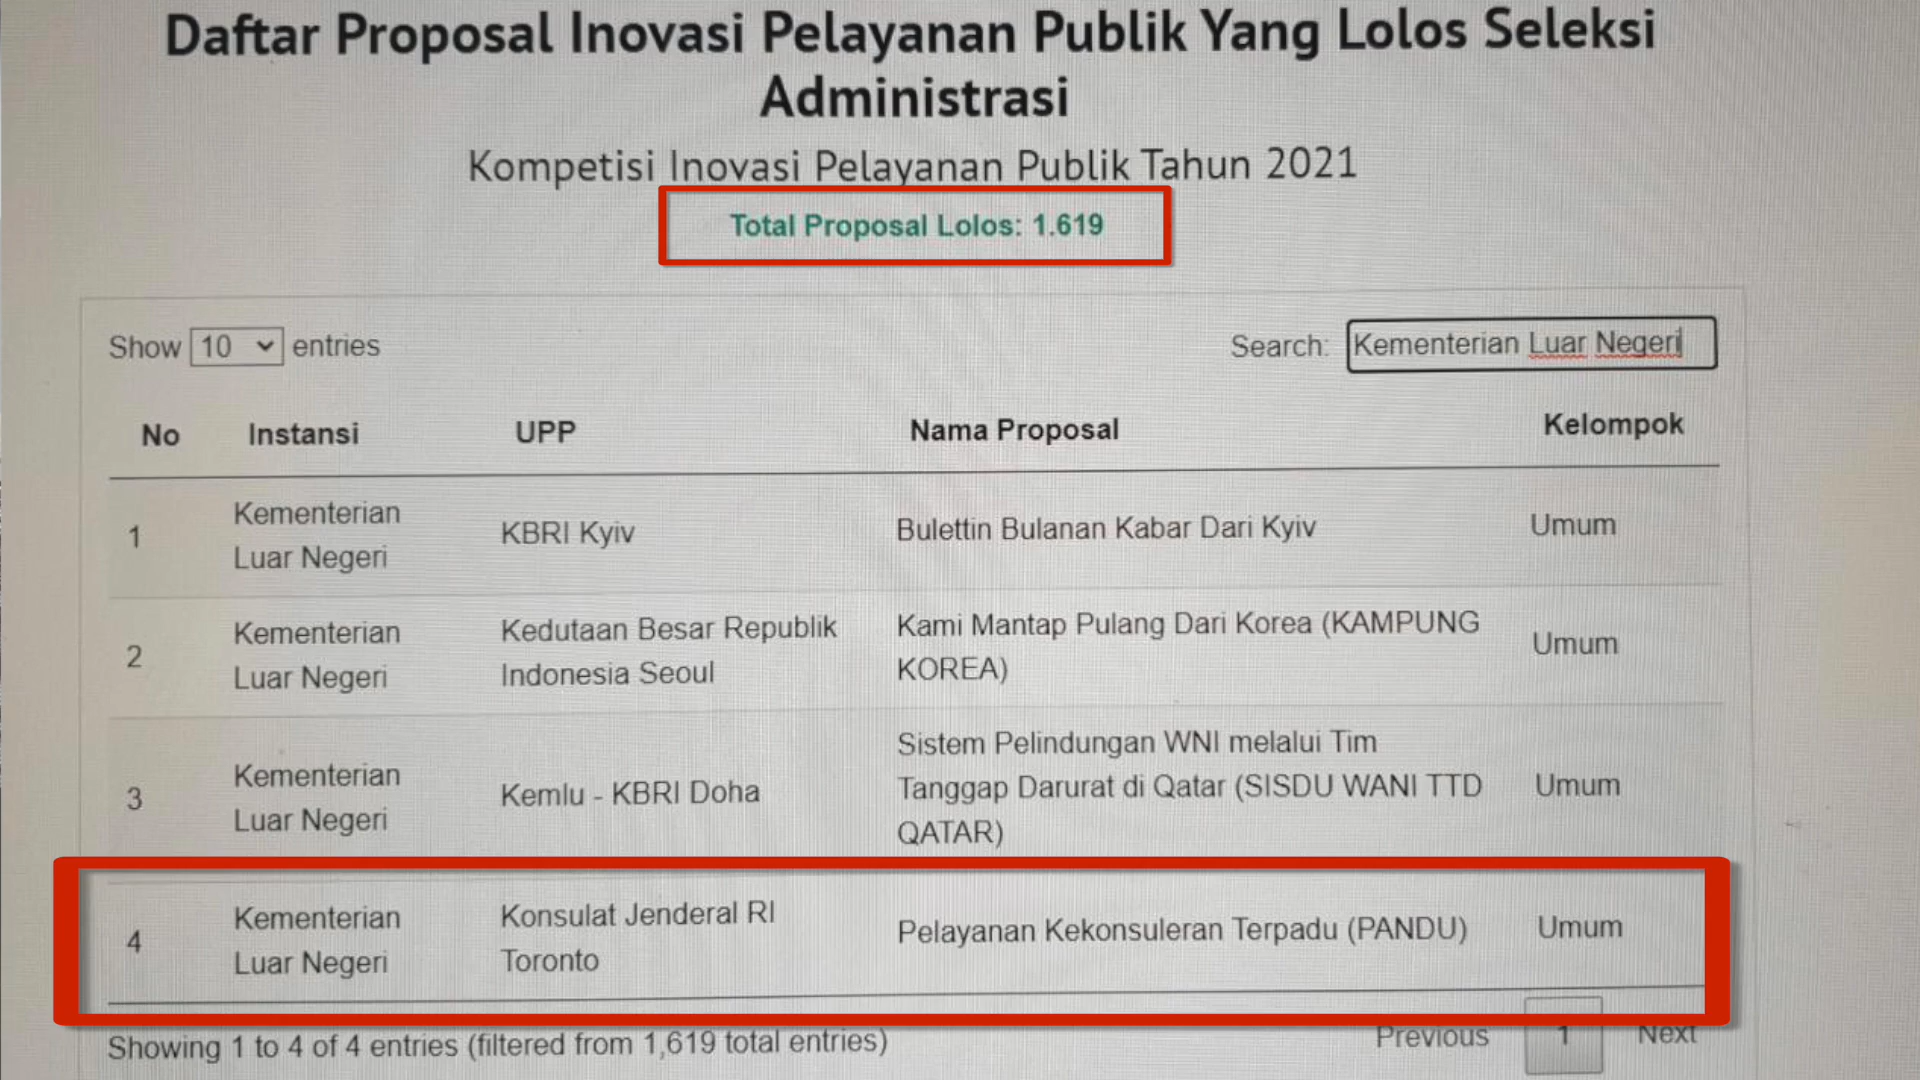 Daftar Proposal Inovasi Pelayanan Publik Yang Lolos Seleksi
Administrasi
Kompetisi Inovasi Pelayanan Publik Tahun 2021
Total Proposal Lolos: 1.619
Show 10 entries
Search: Kementerian Luar Negeri
No Instansi UPP Nama Proposal Kelompok
1 Kementerian Luar Negeri KBRI Kyiv Bulettin Bulanan Kabar Dari Kyiv Umum
2 Kementerian Luar Negeri Kedutaan Besar Republik Indonesia Seoul Kami Mantap Pulang Dari Korea (KAMPUNG KOREA) Umum
3 Kementerian Luar Negeri Kemlu - KBRI Doha Sistem Pelindungan WNI melalui Tim Tanggap Darurat di Qatar (SISDU WANI TTD QATAR) Umum
4 Kementerian Luar Negeri Konsulat Jenderal RI Toronto Pelayanan Kekonsuleran Terpadu (PANDU) Umum
Showing 1 to 4 of 4 entries (filtered from 1,619 total entries)
Previous 1 Next